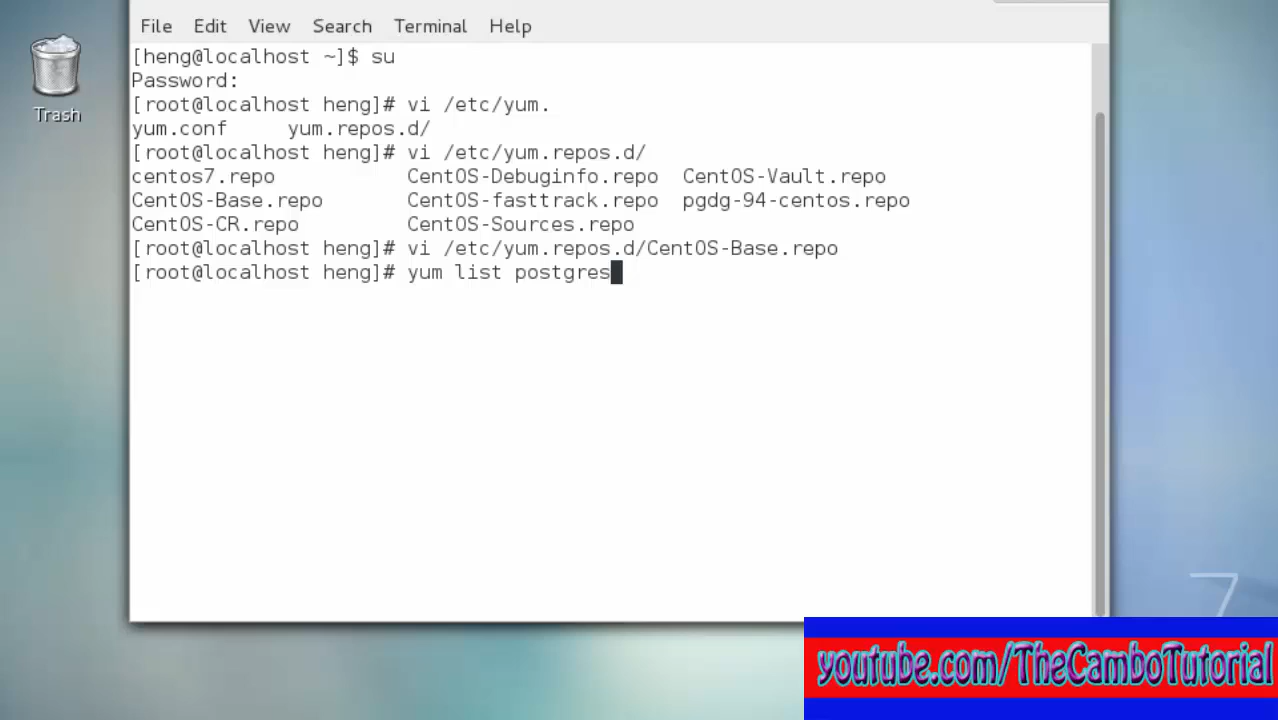 File Edit View Search Terminal Help
[heng@localhost ~]$ su
Password:
[root@localhost heng]# vi /etc/yum.
yum.conf yum.repos.d/
[root@localhost heng]# vi /etc/yum.repos.d/
centos7.repo CentOS-Debuginfo.repo CentOS-Vault.repo
CentOS-Base.repo CentOS-fasttrack.repo pgdg-94-centos.repo
CentOS-CR.repo CentOS-Sources.repo
[root@localhost heng]# vi /etc/yum.repos.d/CentOS-Base.repo
[root@localhost heng]# yum list postgres
Trash
7
youtube.com/TheCamboTutorial